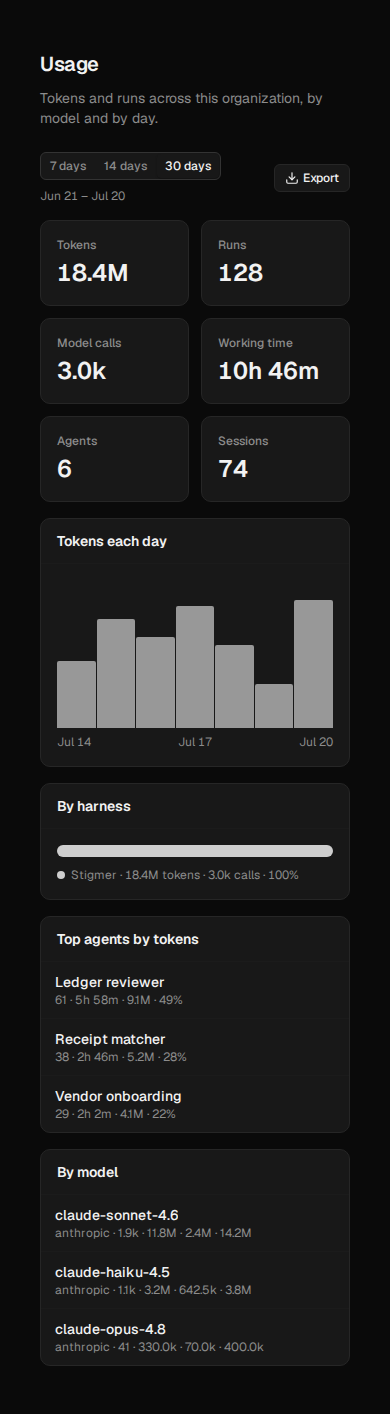 Usage
Tokens and runs across this organization, by
model and by day.
7 days 14 days 30 days
Jun 21 – Jul 20
Export
Tokens
18.4M
Runs
128
Model calls
3.0k
Working time
10h 46m
Agents
6
Sessions
74
Tokens each day
Jul 14 Jul 17 Jul 20
By harness
Stigmer · 18.4M tokens · 3.0k calls · 100%
Top agents by tokens
Ledger reviewer
61 · 5h 58m · 9.1M · 49%
Receipt matcher
38 · 2h 46m · 5.2M · 28%
Vendor onboarding
29 · 2h 2m · 4.1M · 22%
By model
claude-sonnet-4.6
anthropic · 1.9k · 11.8M · 2.4M · 14.2M
claude-haiku-4.5
anthropic · 1.1k · 3.2M · 642.5k · 3.8M
claude-opus-4.8
anthropic · 41 · 330.0k · 70.0k · 400.0k